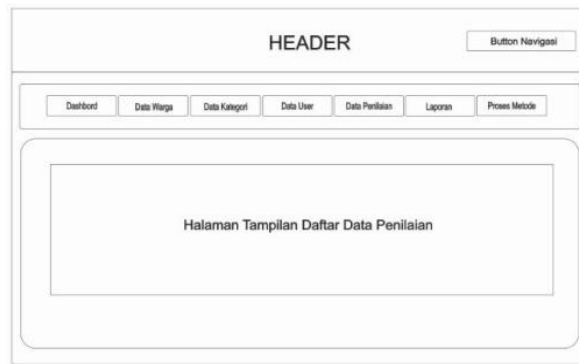 HEADER
Button Navigasi
Dashbord Data Warga Data Kategori Data User Data Penilaian Laporan Proses Metode
Halaman Tampilan Daftar Data Penilaian